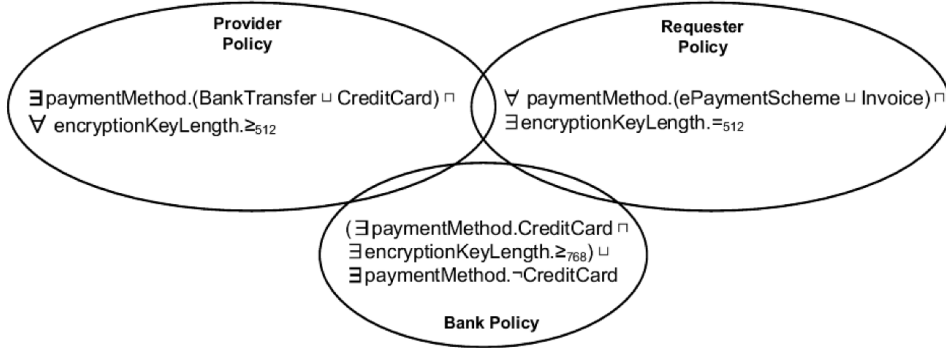 Provider
Policy
∃paymentMethod.(BankTransfer ⊔ CreditCard) ⊓
∀ encryptionKeyLength.≥₅₁₂
Requester
Policy
∀ paymentMethod.(ePaymentScheme ⊔ Invoice) ⊓
∃encryptionKeyLength.=₅₁₂
(∃paymentMethod.CreditCard ⊓
∃encryptionKeyLength.≥₇₆₈) ⊔
∃paymentMethod.¬CreditCard
Bank Policy